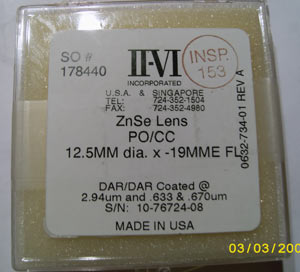 SO #
178440
II-VI
INCORPORATED
INSP.
153
U.S.A. & SINGAPORE
TEL: 724-352-1504
FAX: 724-352-4980
ZnSe Lens
PO/CC
12.5MM dia. x -19MME FL
DAR/DAR Coated @
2.94um and .633 & .670um
S/N: 10-76724-08
MADE IN USA
0632-734-01 REV A
03/03/200